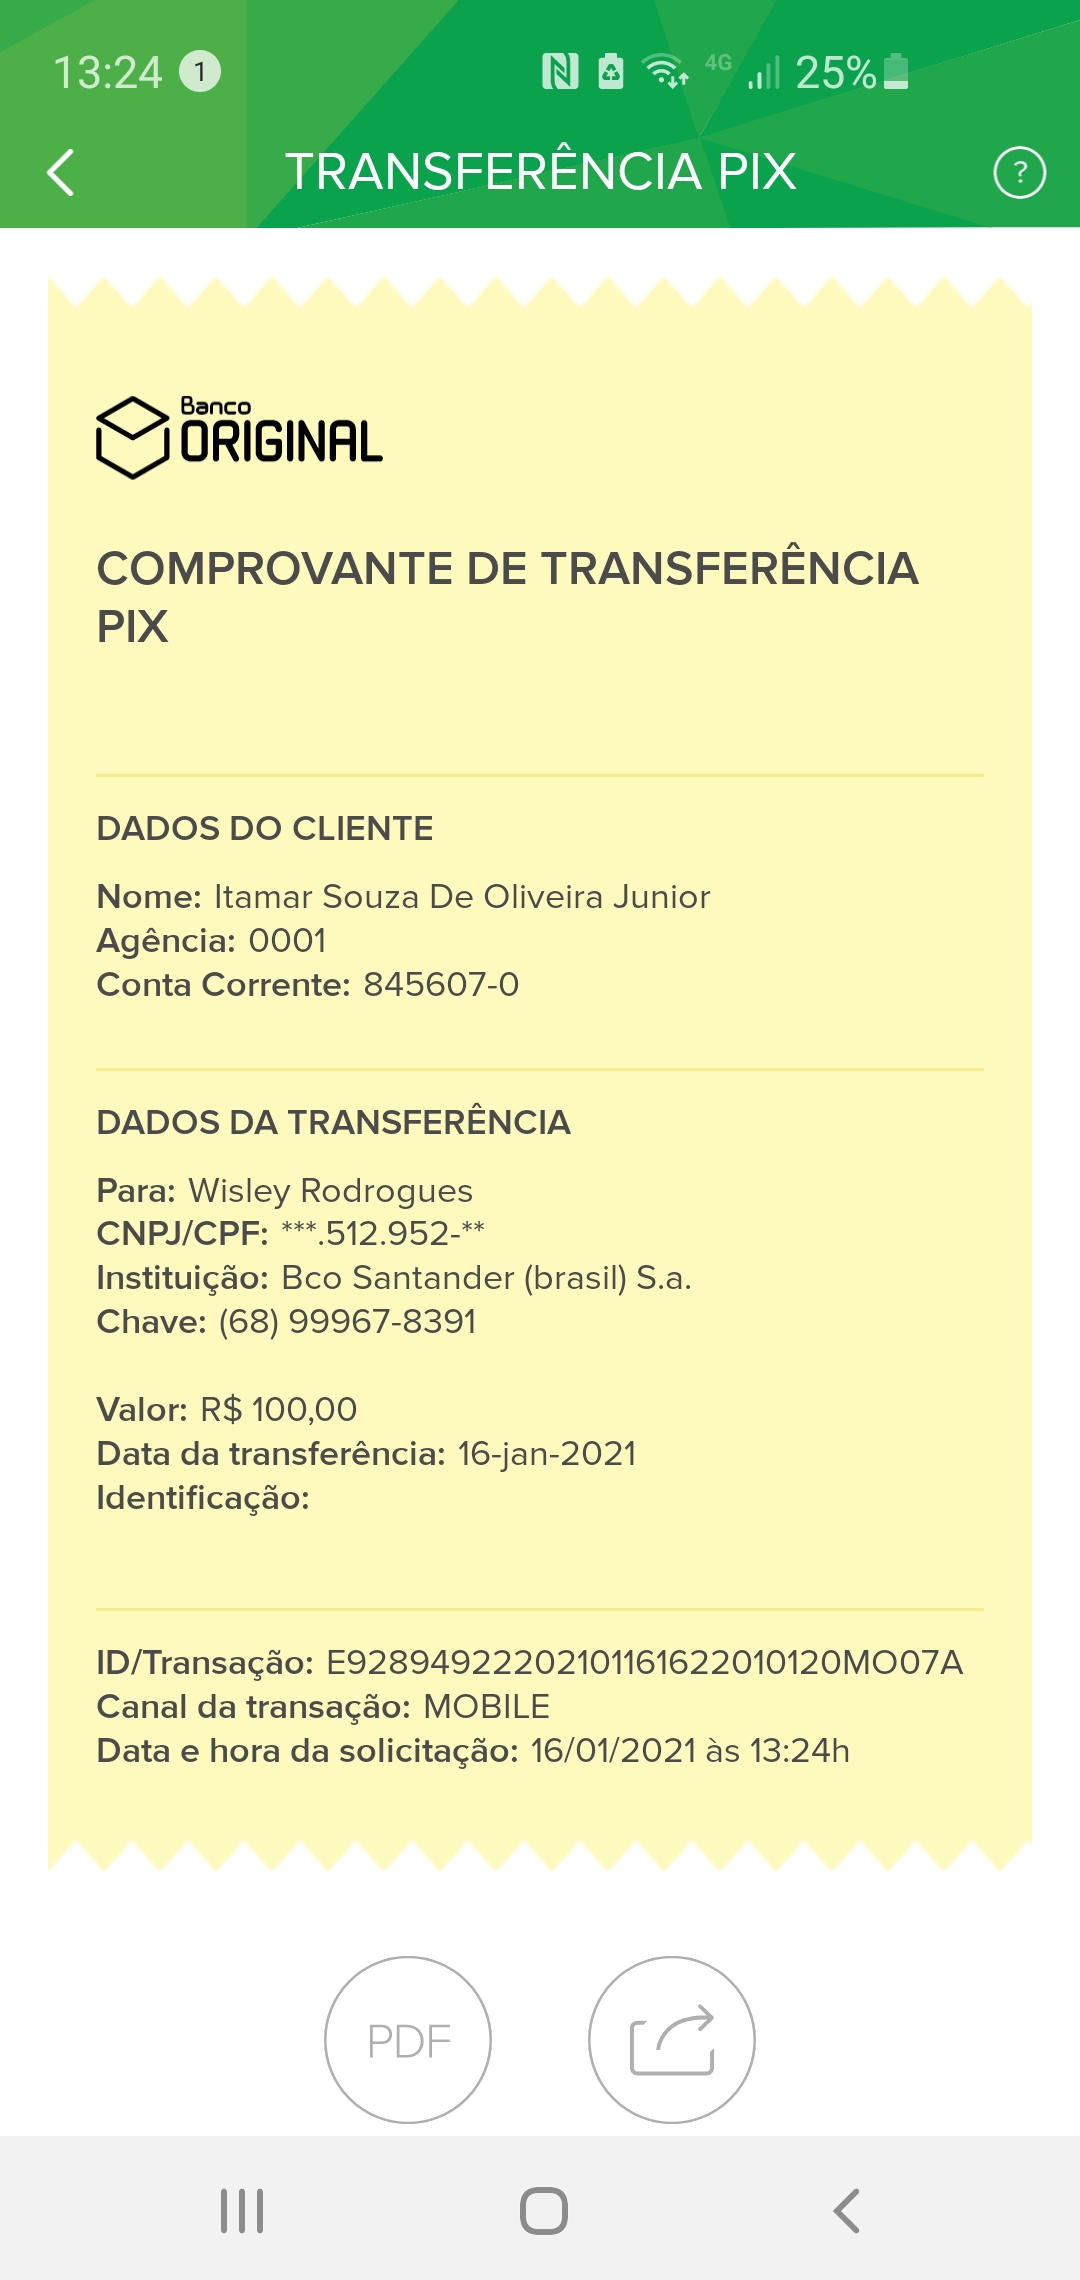 13:24 1 4G 25%
TRANSFERÊNCIA PIX ?
Banco
ORIGINAL
COMPROVANTE DE TRANSFERÊNCIA
PIX
DADOS DO CLIENTE
Nome: Itamar Souza De Oliveira Junior
Agência: 0001
Conta Corrente: 845607-0
DADOS DA TRANSFERÊNCIA
Para: Wisley Rodrogues
CNPJ/CPF: ***.512.952-**
Instituição: Bco Santander (brasil) S.a.
Chave: (68) 99967-8391
Valor: R$ 100,00
Data da transferência: 16-jan-2021
Identificação:
ID/Transação: E9289492220210116162201​0120MO07A
Canal da transação: MOBILE
Data e hora da solicitação: 16/01/2021 às 13:24h
PDF